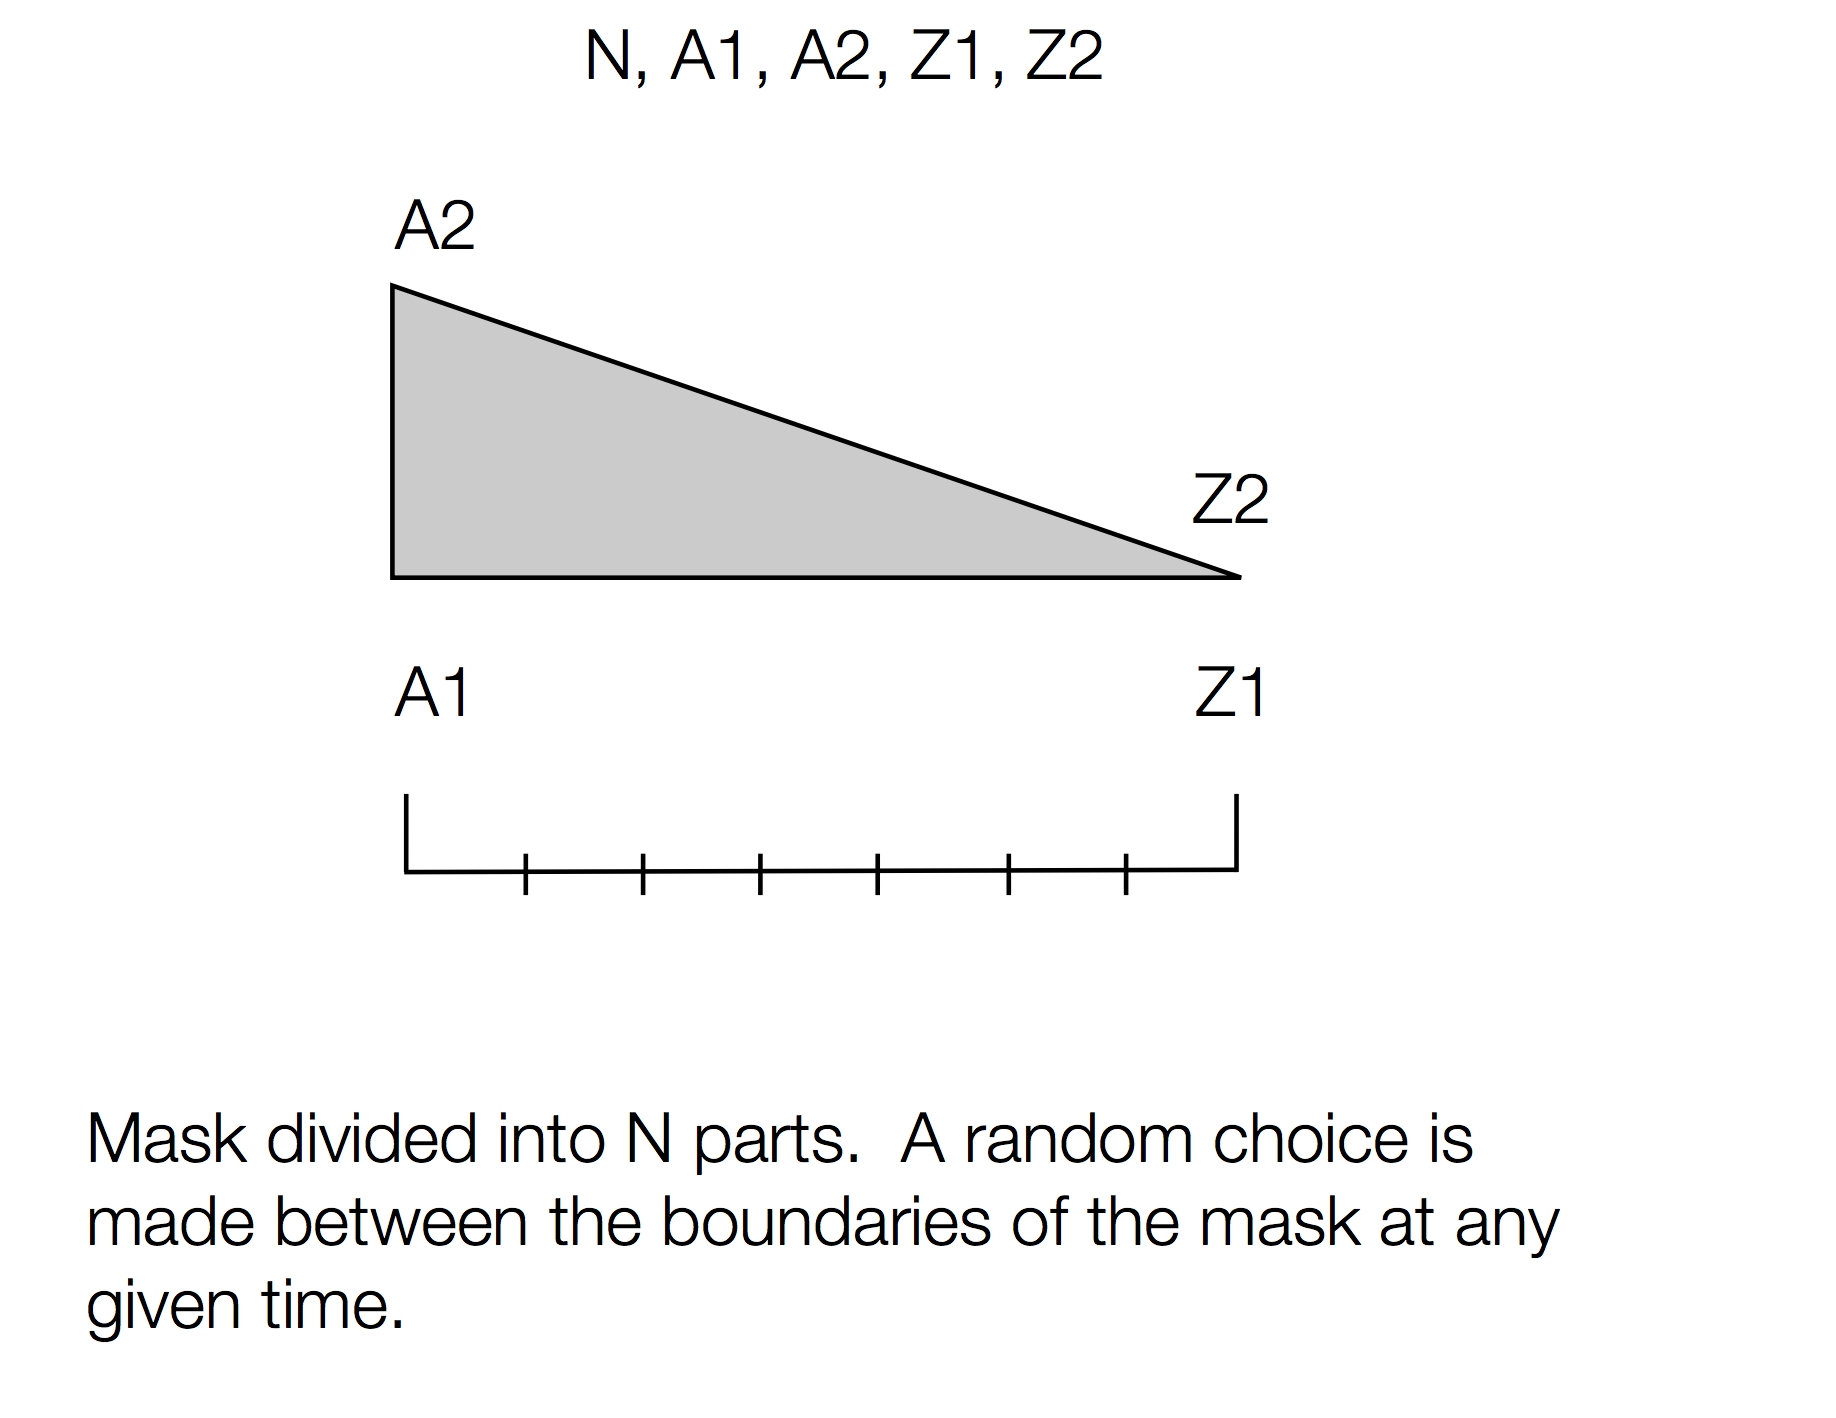 N, A1, A2, Z1, Z2
A2
Z2
A1
Z1
Mask divided into N parts.  A random choice is
made between the boundaries of the mask at any
given time.